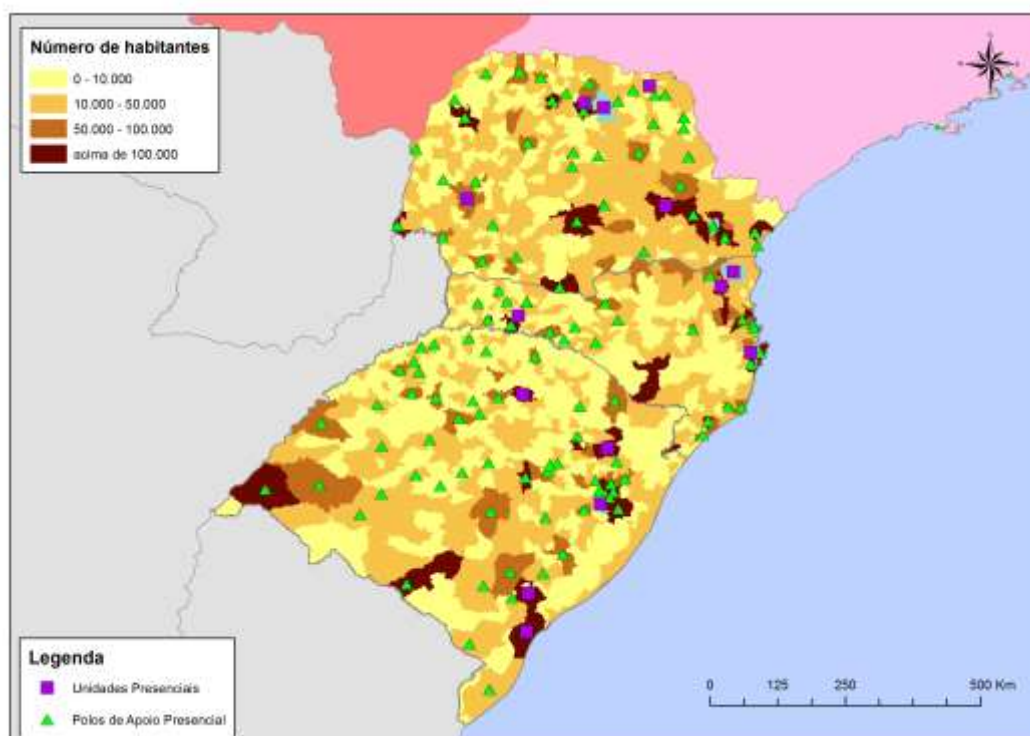 Número de habitantes
0 - 10.000
10.000 - 50.000
50.000 - 100.000
acima de 100.000
Legenda
Unidades Presenciais
Polos de Apoio Presencial
0 125 250 500 Km